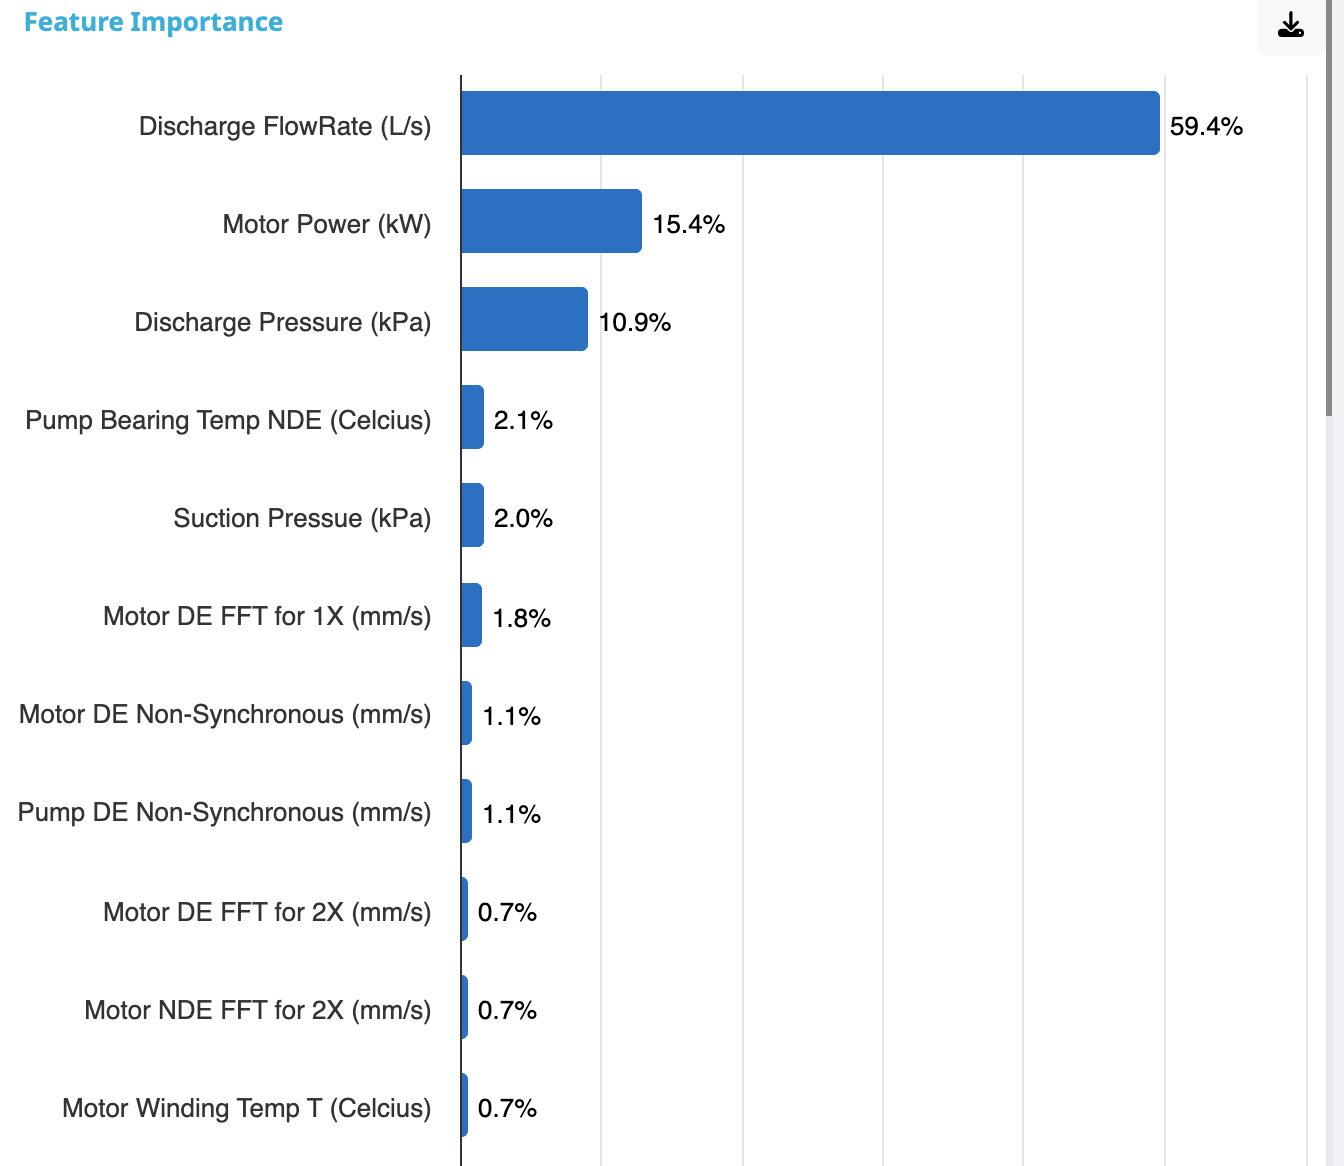 Feature Importance
Discharge FlowRate (L/s) 59.4%
Motor Power (kW) 15.4%
Discharge Pressure (kPa) 10.9%
Pump Bearing Temp NDE (Celcius) 2.1%
Suction Pressue (kPa) 2.0%
Motor DE FFT for 1X (mm/s) 1.8%
Motor DE Non-Synchronous (mm/s) 1.1%
Pump DE Non-Synchronous (mm/s) 1.1%
Motor DE FFT for 2X (mm/s) 0.7%
Motor NDE FFT for 2X (mm/s) 0.7%
Motor Winding Temp T (Celcius) 0.7%